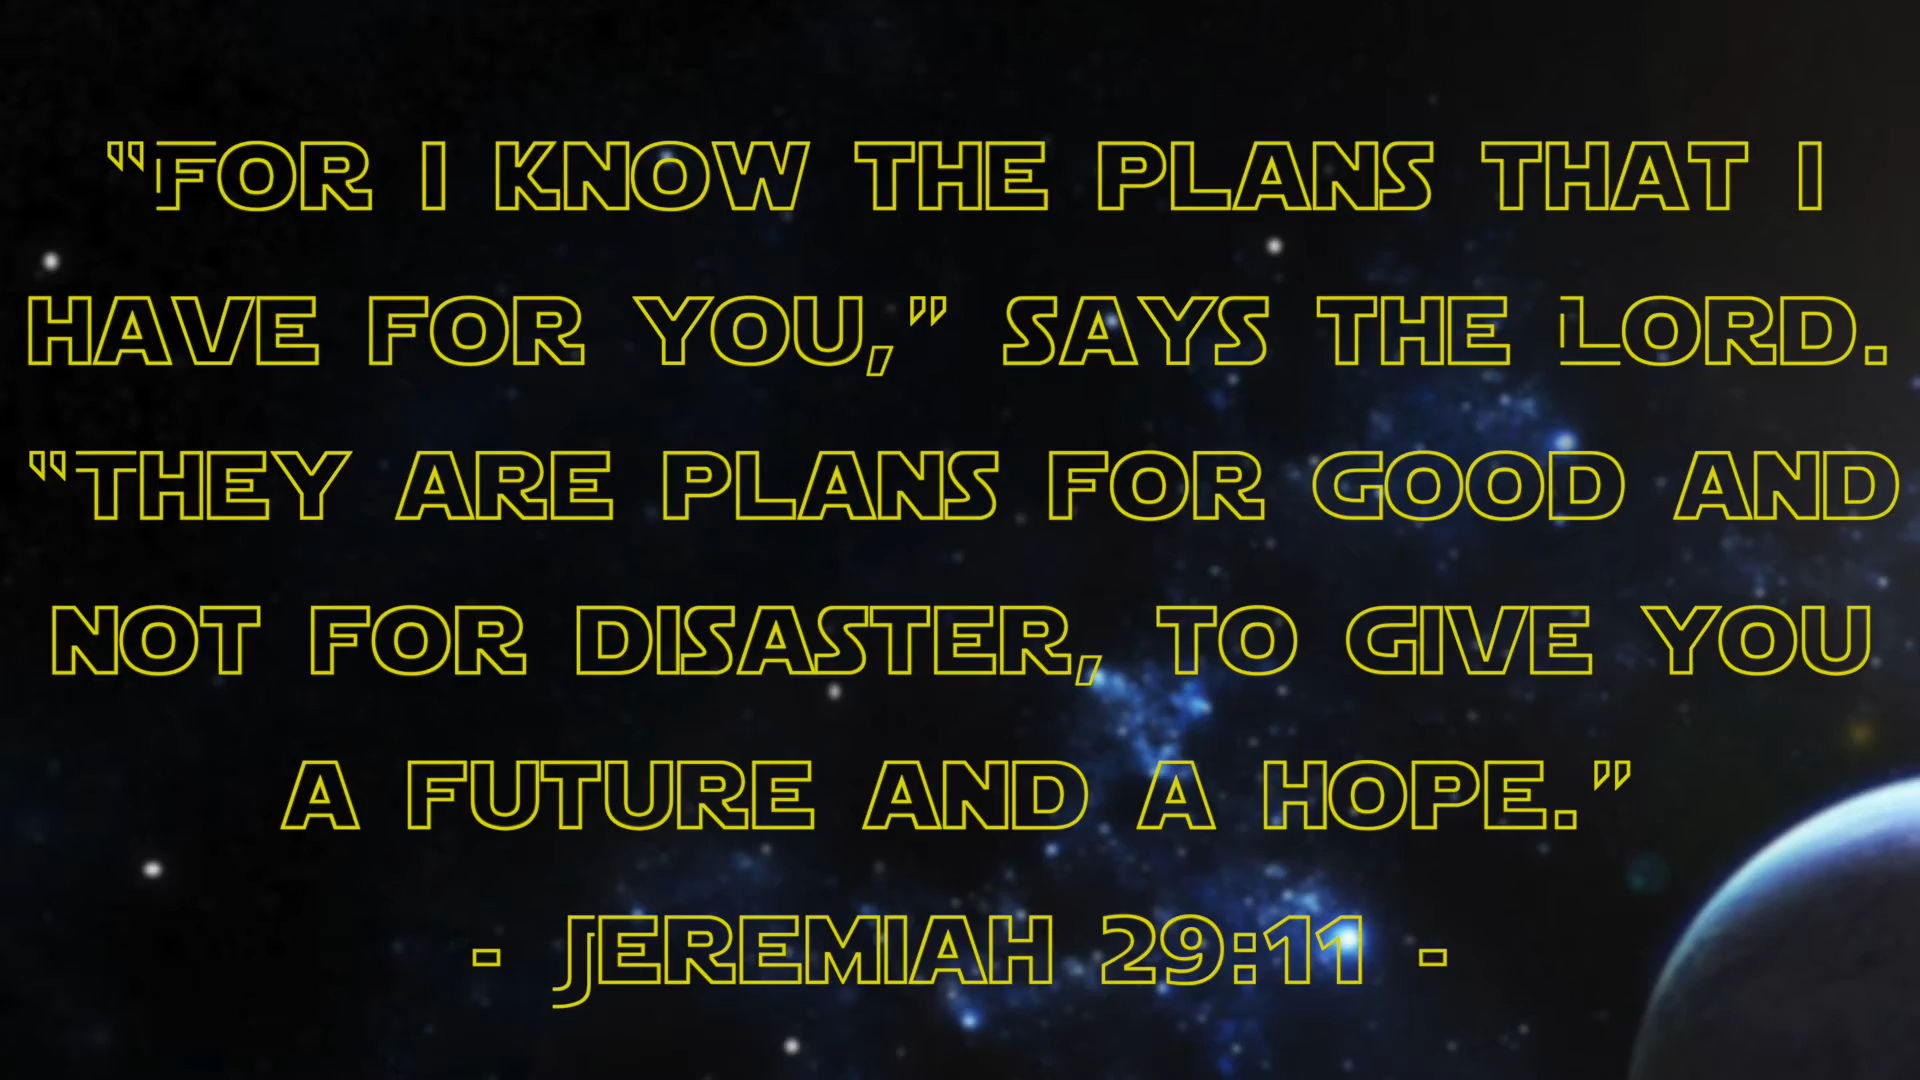 “FOR I KNOW THE PLANS THAT I
HAVE FOR YOU,” SAYS THE LORD.
“THEY ARE PLANS FOR GOOD AND
NOT FOR DISASTER, TO GIVE YOU
A FUTURE AND A HOPE.”
- JEREMIAH 29:11 -